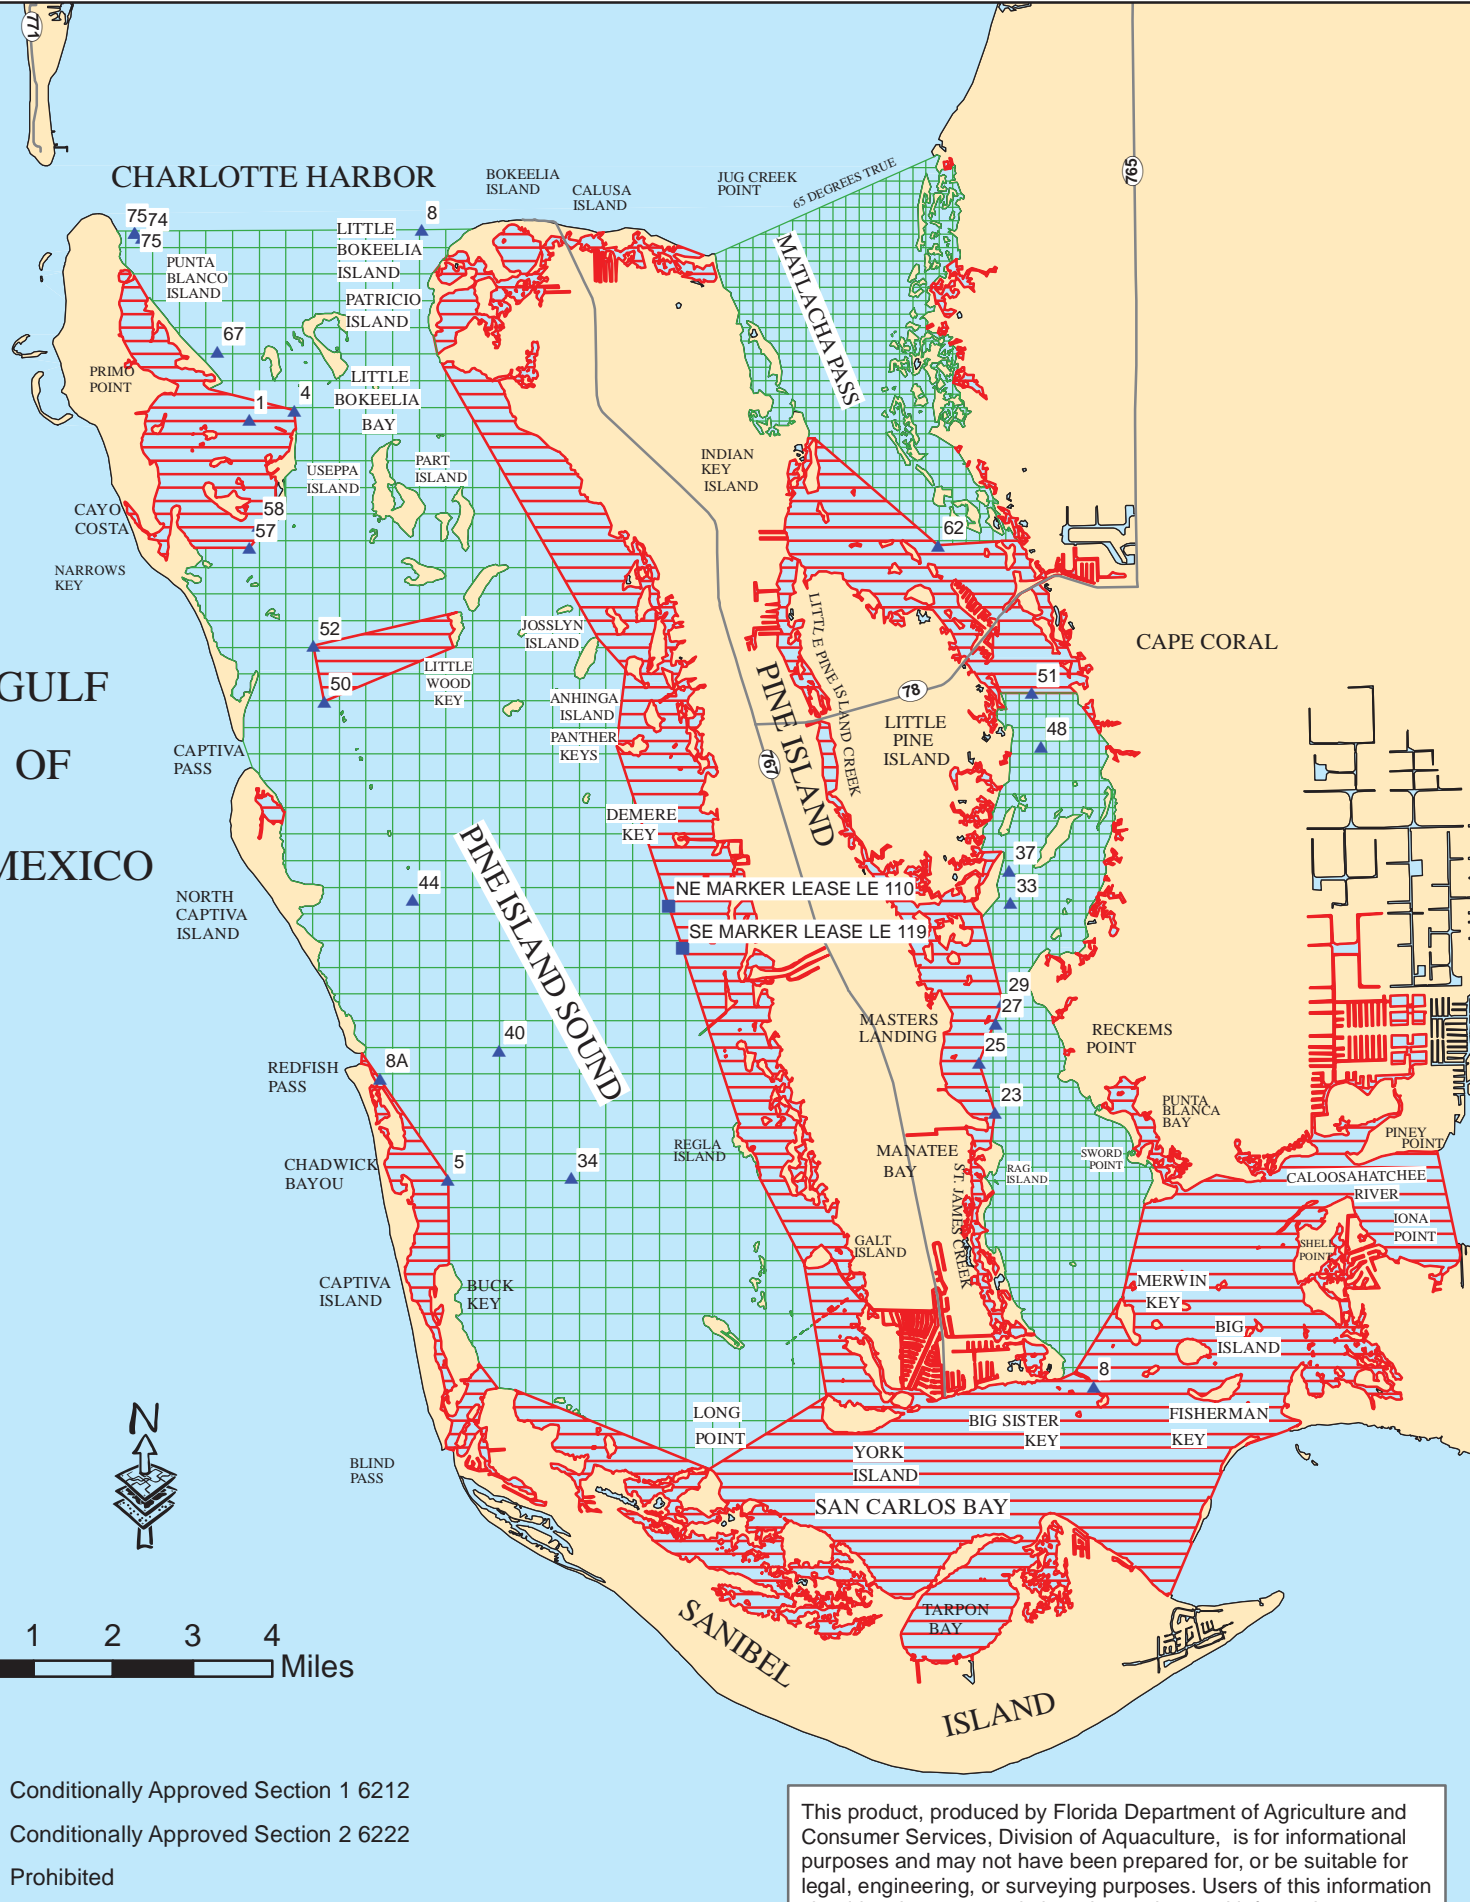 771
CHARLOTTE HARBOR
BOKEELIA
ISLAND
CALUSA
ISLAND
JUG CREEK
POINT
65 DEGREES TRUE
765
7574
75
8
LITTLE
BOKEELIA
ISLAND
PUNTA
BLANCO
ISLAND
PATRICIO
ISLAND
MATLACHA PASS
67
PRIMO
POINT
1
4
LITTLE
BOKEELIA
BAY
USEPPA
ISLAND
PART
ISLAND
INDIAN
KEY
ISLAND
CAYO
COSTA
58
57
62
NARROWS
KEY
52
50
JOSSLYN
ISLAND
LITTLE
WOOD
KEY
LITTLE PINE ISLAND CREEK
CAPE CORAL
GULF
OF
MEXICO
ANHINGA
ISLAND
PANTHER
KEYS
PINE ISLAND
78
51
LITTLE
PINE
ISLAND
48
CAPTIVA
PASS
767
DEMERE
KEY
PINE ISLAND SOUND
37
33
44
NE MARKER LEASE LE 110
SE MARKER LEASE LE 119
NORTH
CAPTIVA
ISLAND
29
27
MASTERS
LANDING
25
RECKEMS
POINT
40
REDFISH
PASS
8A
23
PUNTA
BLANCA
BAY
PINEY
POINT
REGLA
ISLAND
MANATEE
BAY
SWORD
POINT
RAG
ISLAND
ST. JAMES CREEK
CHADWICK
BAYOU
5
34
CALOOSAHATCHEE
RIVER
IONA
POINT
SHELL
POINT
GALT
ISLAND
CAPTIVA
ISLAND
BUCK
KEY
MERWIN
KEY
BIG
ISLAND
8
N
LONG
POINT
BIG SISTER
KEY
FISHERMAN
KEY
YORK
ISLAND
BLIND
PASS
SAN CARLOS BAY
TARPON
BAY
SANIBEL
ISLAND
1 2 3 4
Miles
Conditionally Approved Section 1 6212
Conditionally Approved Section 2 6222
Prohibited
This product, produced by Florida Department of Agriculture and
Consumer Services, Division of Aquaculture, is for informational
purposes and may not have been prepared for, or be suitable for
legal, engineering, or surveying purposes. Users of this information